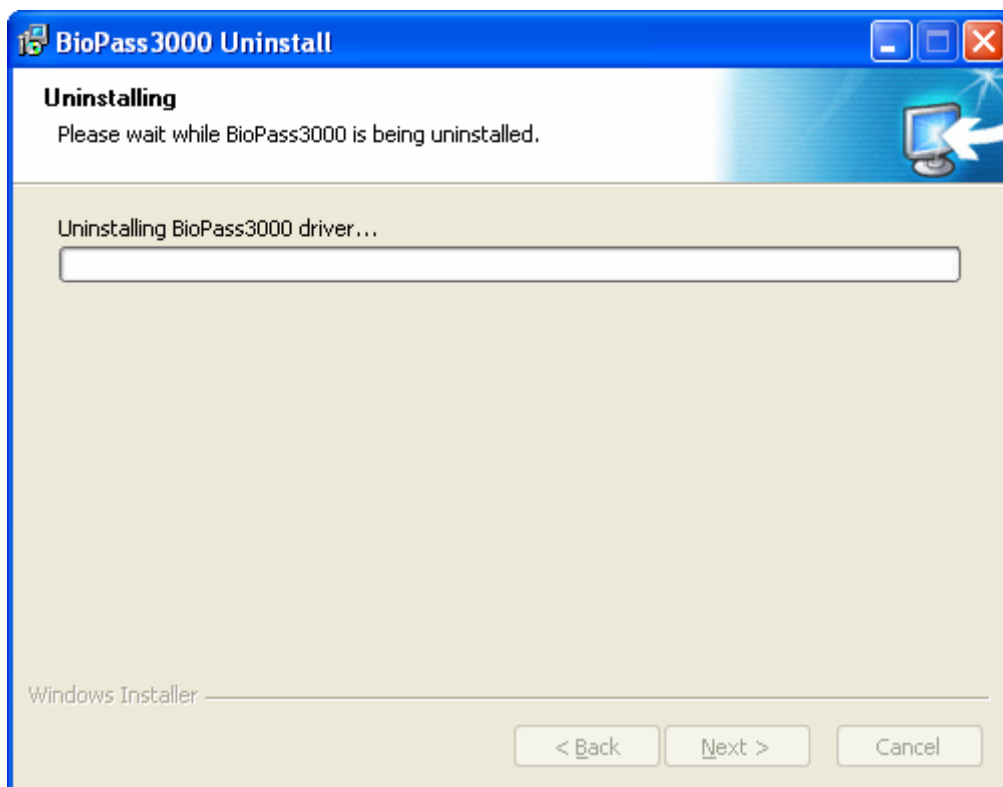 BioPass3000 Uninstall
Uninstalling
Please wait while BioPass3000 is being uninstalled.
Uninstalling BioPass3000 driver...
Windows Installer
< Back
Next >
Cancel